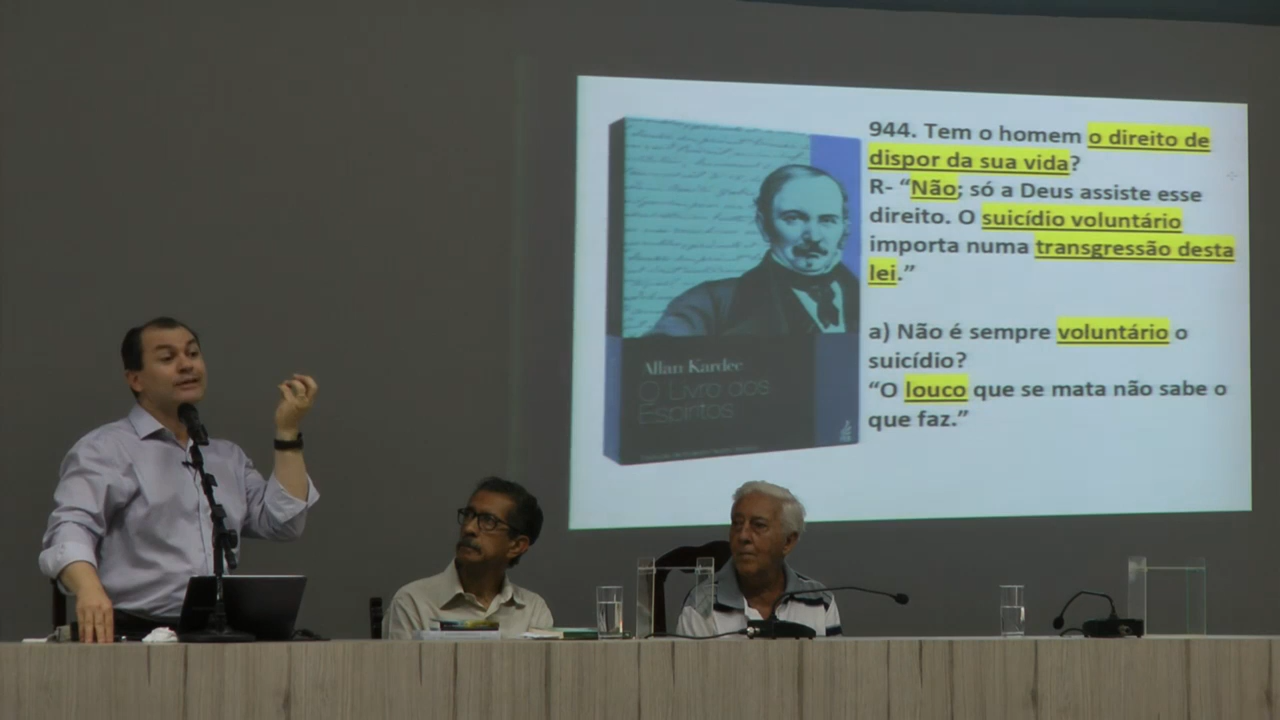 944. Tem o homem o direito de
dispor da sua vida?
R- “Não; só a Deus assiste esse
direito. O suicídio voluntário
importa numa transgressão desta
lei.”
a) Não é sempre voluntário o
suicídio?
“O louco que se mata não sabe o
que faz.”
Allan Kardec
O Livro dos
Espíritos